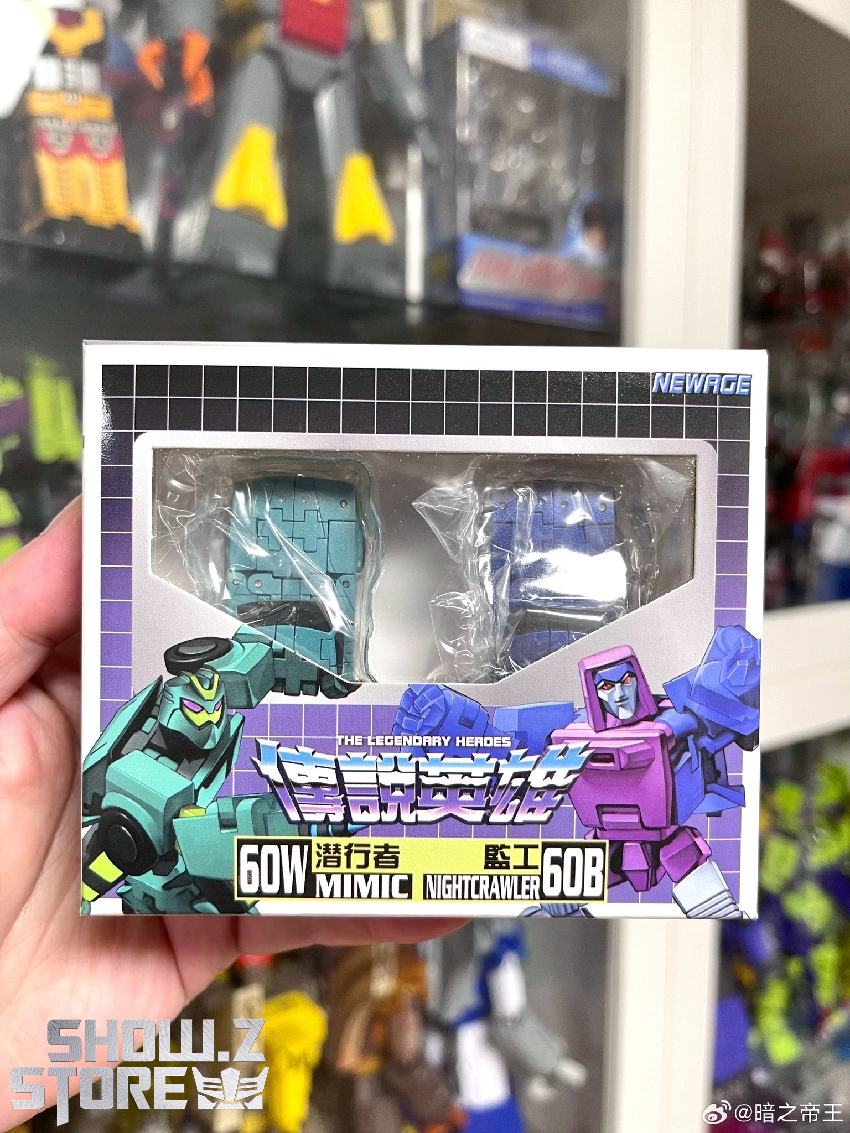 NEWAGE
THE LEGENDARY HEROES
傳說英雄
60W 潜行者 MIMIC
監工 NIGHTCRAWLER 60B
SHOW.Z
STORE
@暗之帝王